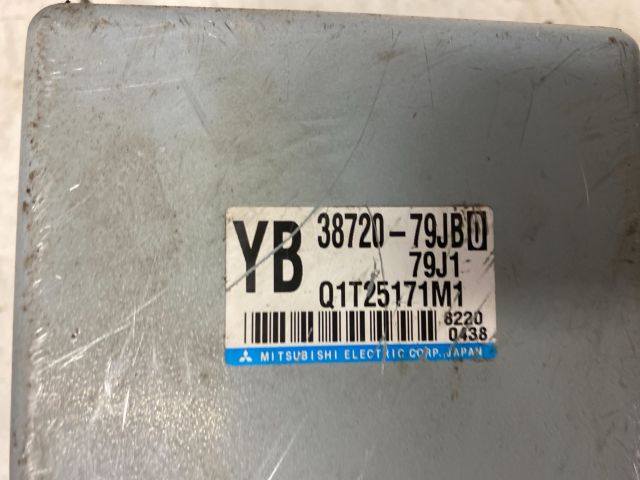 YB 38720-79JB0
79J1
Q1T25171M1
8220
0438
MITSUBISHI ELECTRIC CORP., JAPAN